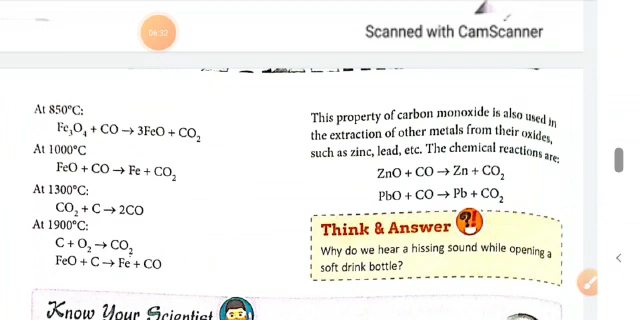 06:32
Scanned with CamScanner
At 850°C:
Fe₃O₄ + CO → 3FeO + CO₂
At 1000°C
FeO + CO → Fe + CO₂
At 1300°C:
CO₂ + C → 2CO
At 1900°C:
C + O₂ → CO₂
FeO + C → Fe + CO
This property of carbon monoxide is also used in
the extraction of other metals from their oxides,
such as zinc, lead, etc. The chemical reactions are:
ZnO + CO → Zn + CO₂
PbO + CO → Pb + CO₂
Think & Answer
Why do we hear a hissing sound while opening a
soft drink bottle?
Know Your Scientist